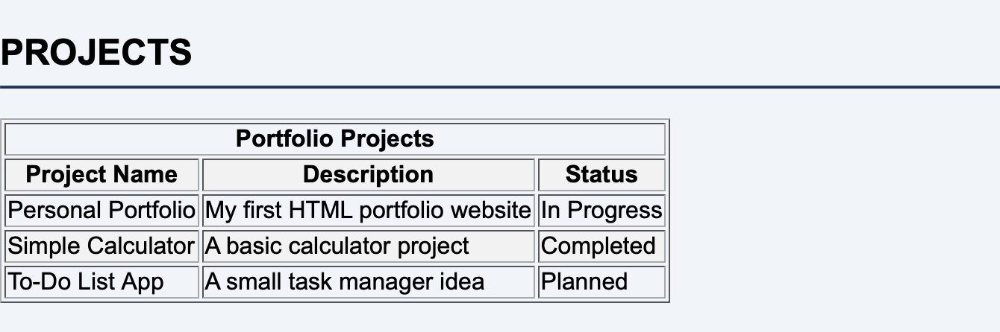 PROJECTS
Portfolio Projects
Project Name Description Status
Personal Portfolio My first HTML portfolio website In Progress
Simple Calculator A basic calculator project Completed
To-Do List App A small task manager idea Planned